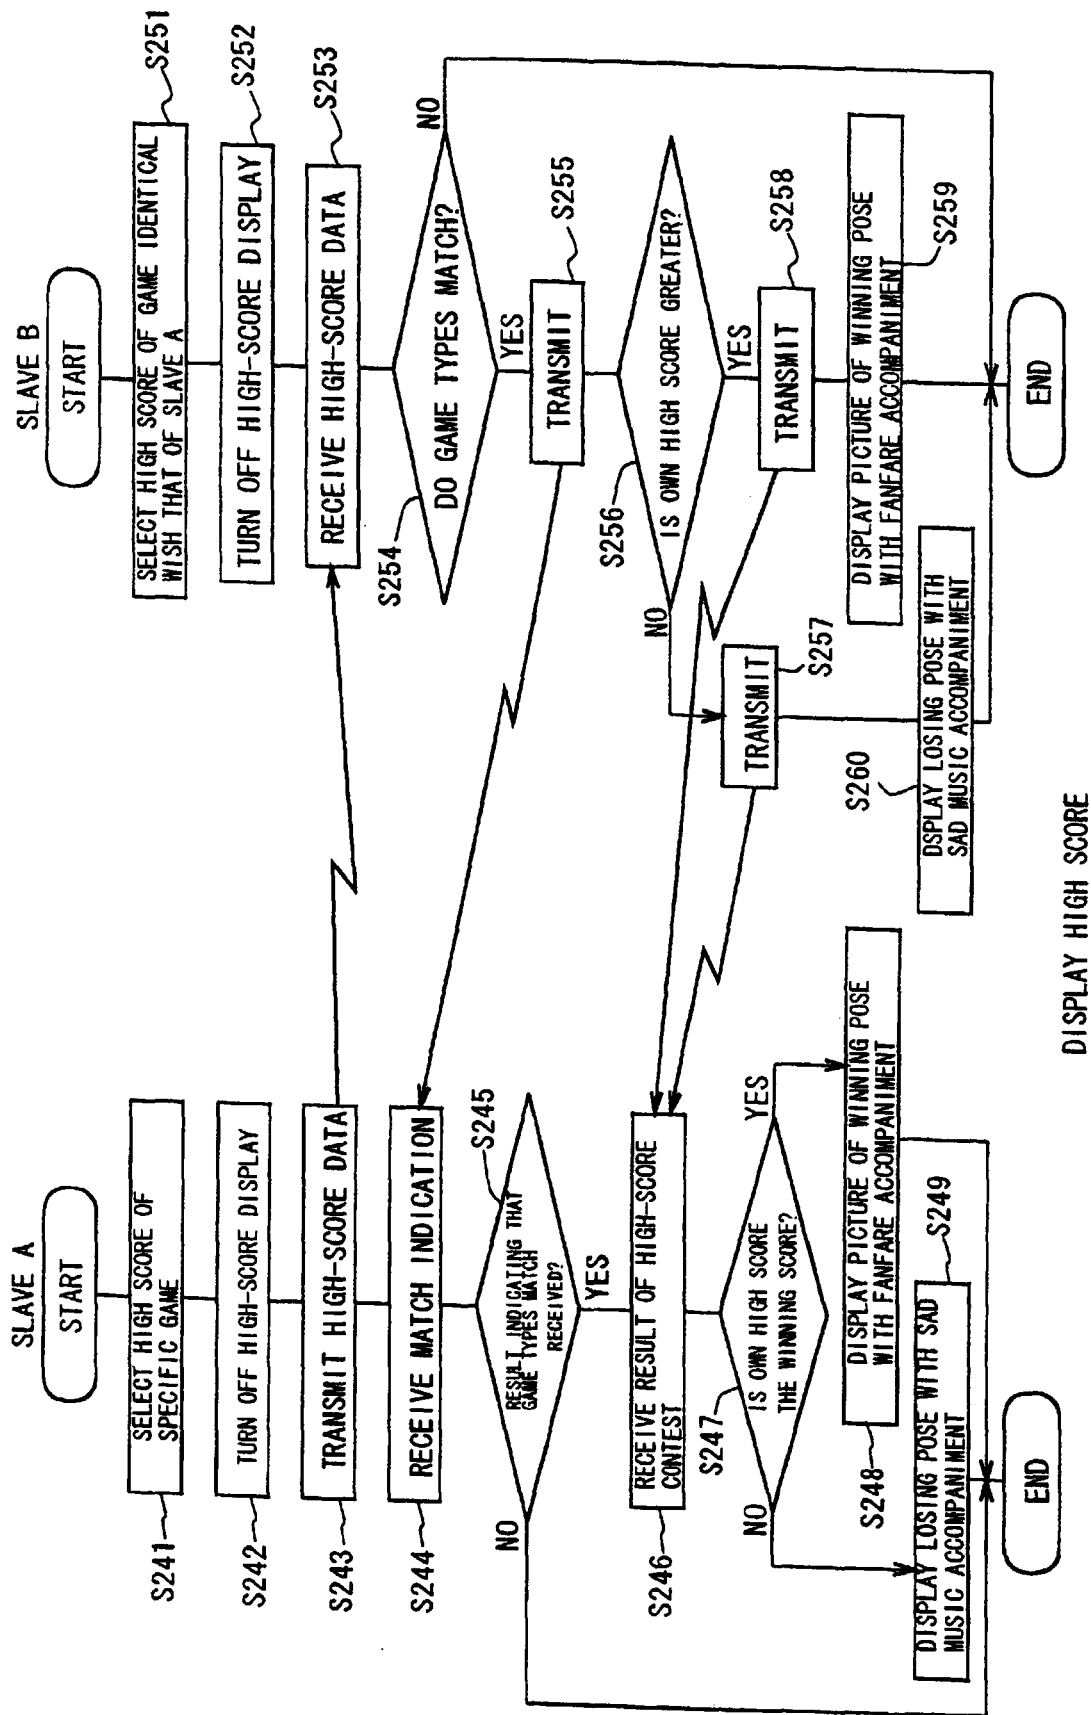 SLAVE A
START
SELECT HIGH SCORE OF
SPECIFIC GAME
S241
TURN OFF HIGH-SCORE DISPLAY
S242
TRANSMIT HIGH-SCORE DATA
S243
RECEIVE MATCH INDICATION
S244
RESULT INDICATING THAT
GAME TYPES MATCH
RECEIVED?
S245
NO
YES
RECEIVE RESULT OF HIGH-SCORE
CONTEST
S246
IS OWN HIGH SCORE
THE WINNING SCORE?
S247
NO
YES
DISPLAY PICTURE OF WINNING POSE
WITH FANFARE ACCOMPANIMENT
S248
DISPLAY LOSING POSE WITH SAD
MUSIC ACCOMPANIMENT
S249
END
SLAVE B
START
SELECT HIGH SCORE OF GAME IDENTICAL
WISH THAT OF SLAVE A
S251
TURN OFF HIGH-SCORE DISPLAY
S252
RECEIVE HIGH-SCORE DATA
S253
DO GAME TYPES MATCH?
S254
NO
YES
TRANSMIT
S255
IS OWN HIGH SCORE GREATER?
S256
NO
YES
TRANSMIT
S257
TRANSMIT
S258
DISPLAY PICTURE OF WINNING POSE
WITH FANFARE ACCOMPANIMENT
S259
DSPLAY LOSING POSE WITH
SAD MUSIC ACCOMPANIMENT
S260
END
DISPLAY HIGH SCORE